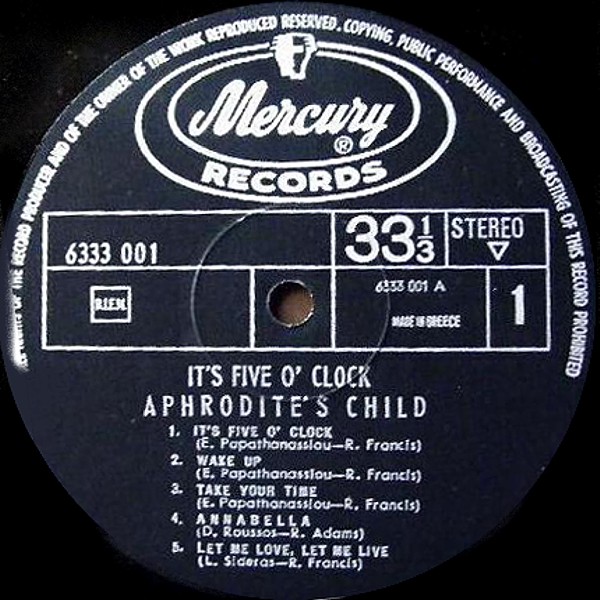 OF THE RECORD PRODUCER AND OF THE OWNER OF THE WORK REPRODUCED RESERVED. COPYING, PUBLIC PERFORMANCE AND BROADCASTING OF THIS RECORD PROHIBITED
Mercury ®
RECORDS
6333 001
33 1/3
STEREO
B.I.E.M.
6333 001 A
MADE IN GREECE
1
IT'S FIVE O' CLOCK
APHRODITE'S CHILD
1. IT'S FIVE O' CLOCK
(E. Papathanassiou—R. Francis)
2. WAKE UP
(E. Papathanassiou—R. Francis)
3. TAKE YOUR TIME
(E. Papathanassiou—R. Francis)
4. ANNABELLA
(D. Roussos—R. Adams)
5. LET ME LOVE, LET ME LIVE
(L. Sideras—R. Francis)